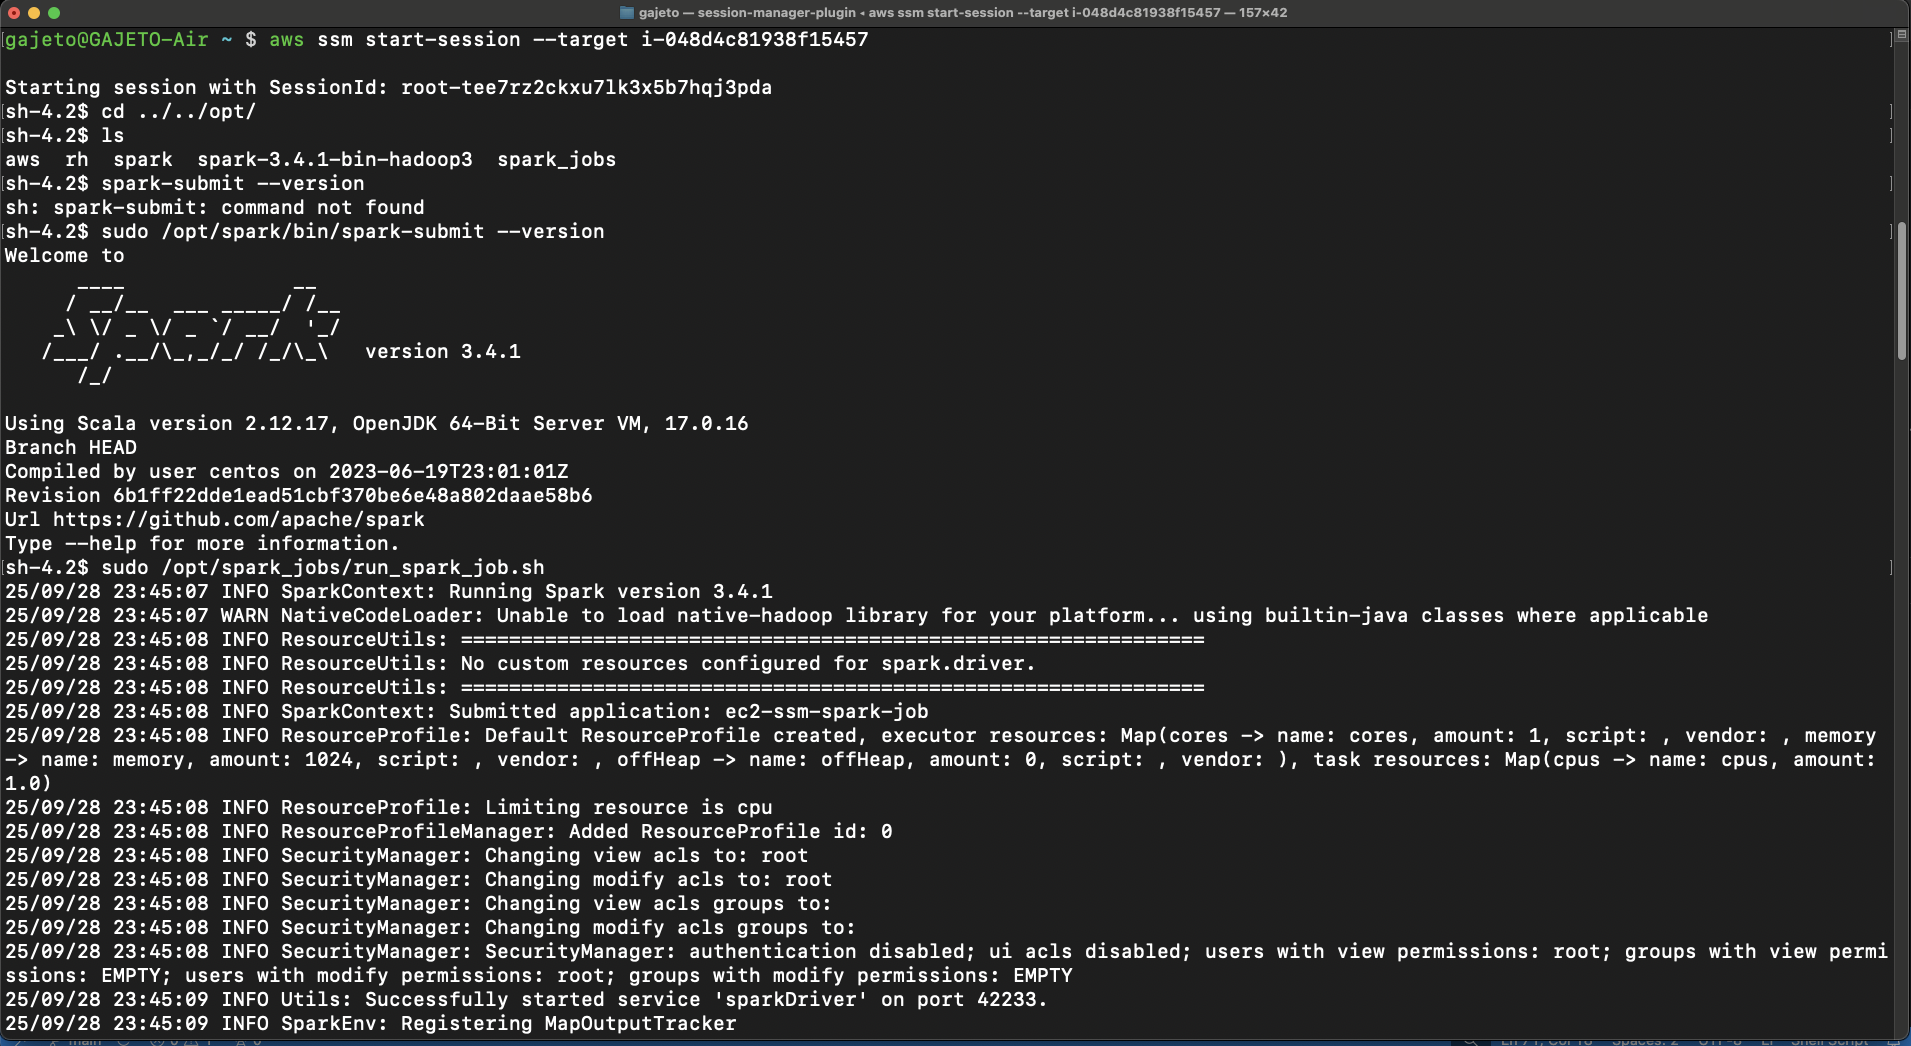 gajeto — session-manager-plugin ◂ aws ssm start-session --target i-048d4c81938f15457 — 157×42
gajeto@GAJETO-Air ~ $ aws ssm start-session --target i-048d4c81938f15457
Starting session with SessionId: root-tee7rz2ckxu7lk3x5b7hqj3pda
sh-4.2$ cd ../../opt/
sh-4.2$ ls
aws  rh  spark  spark-3.4.1-bin-hadoop3  spark_jobs
sh-4.2$ spark-submit --version
sh: spark-submit: command not found
sh-4.2$ sudo /opt/spark/bin/spark-submit --version
Welcome to
      ____              __
     / __/__  ___ _____/ /__
    _\ \/ _ \/ _ `/ __/  '_/
   /___/ .__/\_,_/_/ /_/\_\   version 3.4.1
      /_/
Using Scala version 2.12.17, OpenJDK 64-Bit Server VM, 17.0.16
Branch HEAD
Compiled by user centos on 2023-06-19T23:01:01Z
Revision 6b1ff22dde1ead51cbf370be6e48a802daae58b6
Url https://github.com/apache/spark
Type --help for more information.
sh-4.2$ sudo /opt/spark_jobs/run_spark_job.sh
25/09/28 23:45:07 INFO SparkContext: Running Spark version 3.4.1
25/09/28 23:45:07 WARN NativeCodeLoader: Unable to load native-hadoop library for your platform... using builtin-java classes where applicable
25/09/28 23:45:08 INFO ResourceUtils: ==============================================================
25/09/28 23:45:08 INFO ResourceUtils: No custom resources configured for spark.driver.
25/09/28 23:45:08 INFO ResourceUtils: ==============================================================
25/09/28 23:45:08 INFO SparkContext: Submitted application: ec2-ssm-spark-job
25/09/28 23:45:08 INFO ResourceProfile: Default ResourceProfile created, executor resources: Map(cores -> name: cores, amount: 1, script: , vendor: , memory
-> name: memory, amount: 1024, script: , vendor: , offHeap -> name: offHeap, amount: 0, script: , vendor: ), task resources: Map(cpus -> name: cpus, amount:
1.0)
25/09/28 23:45:08 INFO ResourceProfile: Limiting resource is cpu
25/09/28 23:45:08 INFO ResourceProfileManager: Added ResourceProfile id: 0
25/09/28 23:45:08 INFO SecurityManager: Changing view acls to: root
25/09/28 23:45:08 INFO SecurityManager: Changing modify acls to: root
25/09/28 23:45:08 INFO SecurityManager: Changing view acls groups to:
25/09/28 23:45:08 INFO SecurityManager: Changing modify acls groups to:
25/09/28 23:45:08 INFO SecurityManager: SecurityManager: authentication disabled; ui acls disabled; users with view permissions: root; groups with view permi
ssions: EMPTY; users with modify permissions: root; groups with modify permissions: EMPTY
25/09/28 23:45:09 INFO Utils: Successfully started service 'sparkDriver' on port 42233.
25/09/28 23:45:09 INFO SparkEnv: Registering MapOutputTracker